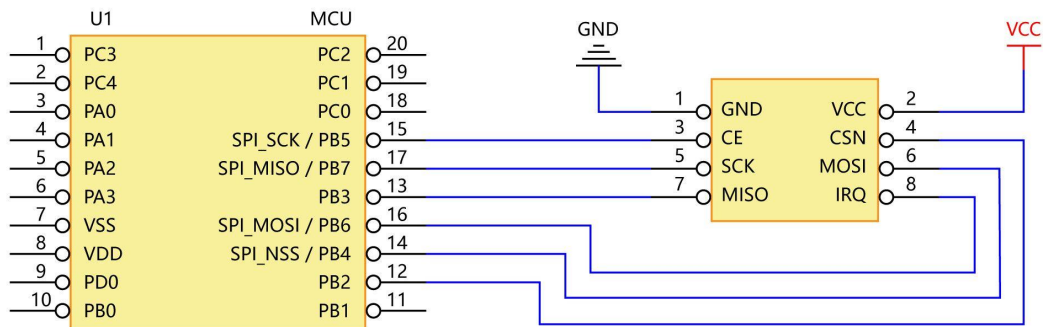 U1 MCU
1 PC3 PC2 20
2 PC4 PC1 19
3 PA0 PC0 18
4 PA1 SPI_SCK / PB5 15
5 PA2 SPI_MISO / PB7 17
6 PA3 PB3 13
7 VSS SPI_MOSI / PB6 16
8 VDD SPI_NSS / PB4 14
9 PD0 PB2 12
10 PB0 PB1 11
GND
VCC
1 GND VCC 2
3 CE CSN 4
5 SCK MOSI 6
7 MISO IRQ 8